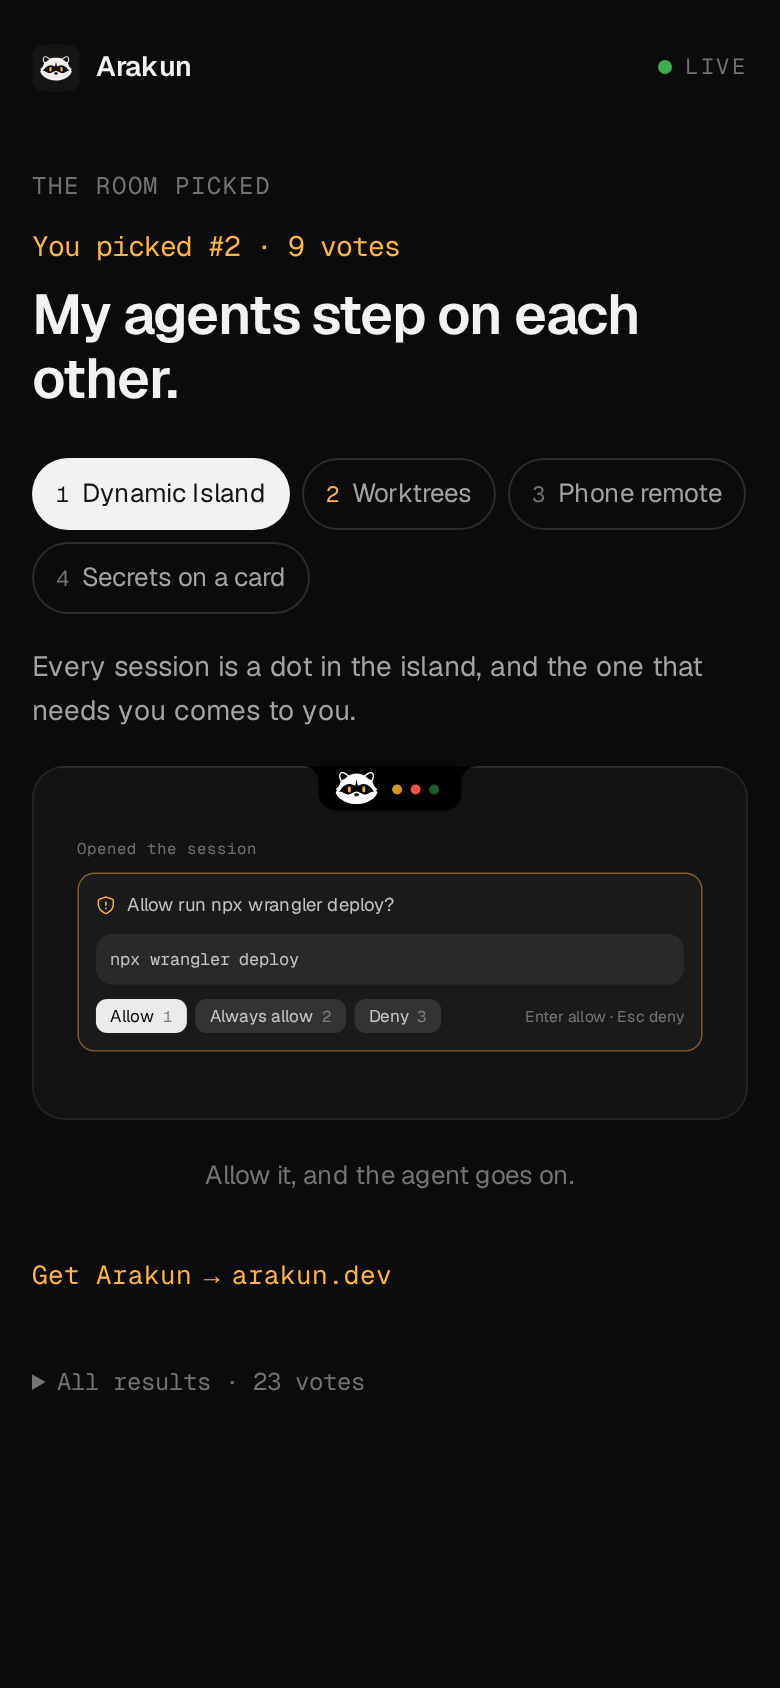 Arakun
LIVE
THE ROOM PICKED
You picked #2 · 9 votes
My agents step on each
other.
1 Dynamic Island
2 Worktrees
3 Phone remote
4 Secrets on a card
Every session is a dot in the island, and the one that
needs you comes to you.
Opened the session
Allow run npx wrangler deploy?
npx wrangler deploy
Allow 1
Always allow 2
Deny 3
Enter allow · Esc deny
Allow it, and the agent goes on.
Get Arakun → arakun.dev
▶ All results · 23 votes